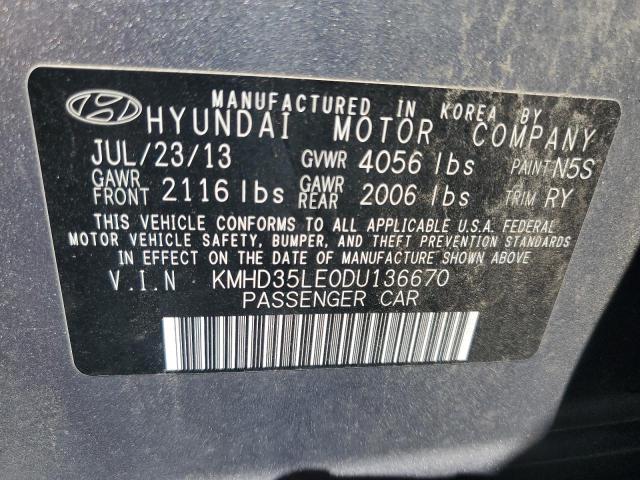 MANUFACTURED IN KOREA BY
HYUNDAI MOTOR COMPANY
JUL/23/13 GVWR 4056 lbs PAINT N5S
GAWR FRONT 2116 lbs GAWR REAR 2006 lbs TRIM RY
THIS VEHICLE CONFORMS TO ALL APPLICABLE U.S.A. FEDERAL
MOTOR VEHICLE SAFETY, BUMPER, AND THEFT PREVENTION STANDARDS
IN EFFECT ON THE DATE OF MANUFACTURE SHOWN ABOVE.
V.I.N KMHD35LE0DU136670
PASSENGER CAR